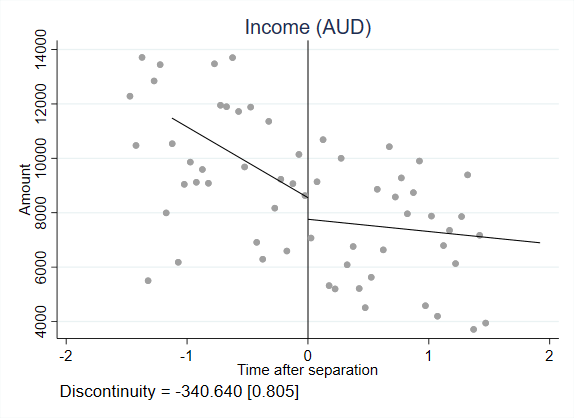 Income (AUD)
14000
12000
10000
8000
6000
4000
Amount
-2
-1
0
1
2
Time after separation
Discontinuity = -340.640 [0.805]